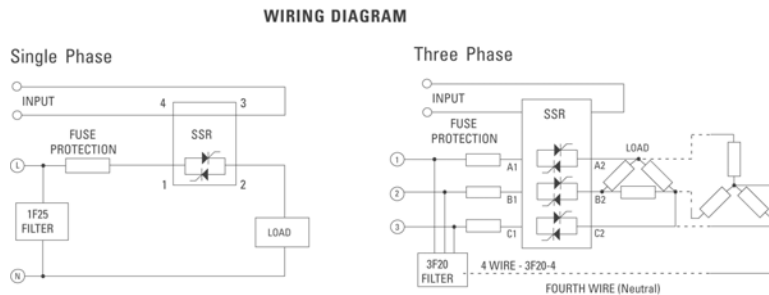 WIRING DIAGRAM
Single Phase
INPUT
4
3
SSR
FUSE
PROTECTION
L
1
2
1F25
FILTER
LOAD
N
Three Phase
INPUT
SSR
FUSE
PROTECTION
LOAD
1
A1
A2
2
B1
B2
3
C1
C2
3F20
FILTER
4 WIRE - 3F20-4
FOURTH WIRE (Neutral)